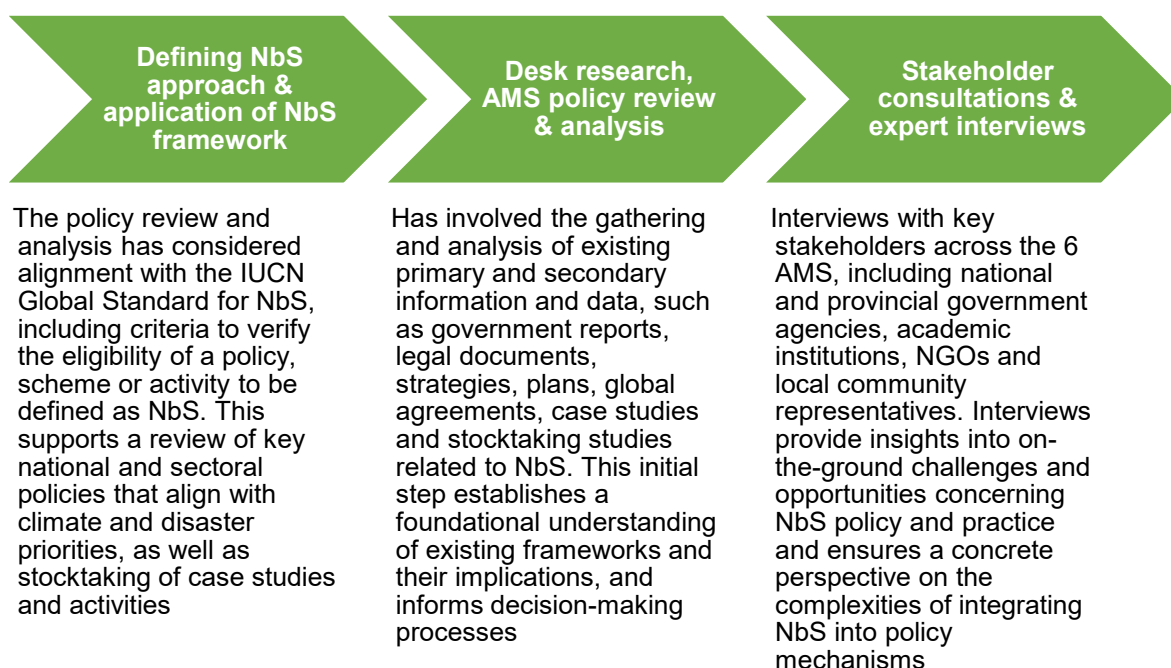 Defining NbS
approach &
application of NbS
framework
The policy review and
analysis has considered
alignment with the IUCN
Global Standard for NbS,
including criteria to verify
the eligibility of a policy,
scheme or activity to be
defined as NbS. This
supports a review of key
national and sectoral
policies that align with
climate and disaster
priorities, as well as
stocktaking of case studies
and activities
Desk research,
AMS policy review
& analysis
Has involved the gathering
and analysis of existing
primary and secondary
information and data, such
as government reports,
legal documents,
strategies, plans, global
agreements, case studies
and stocktaking studies
related to NbS. This initial
step establishes a
foundational understanding
of existing frameworks and
their implications, and
informs decision-making
processes
Stakeholder
consultations &
expert interviews
Interviews with key
stakeholders across the 6
AMS, including national
and provincial government
agencies, academic
institutions, NGOs and
local community
representatives. Interviews
provide insights into on-
the-ground challenges and
opportunities concerning
NbS policy and practice
and ensures a concrete
perspective on the
complexities of integrating
NbS into policy
mechanisms